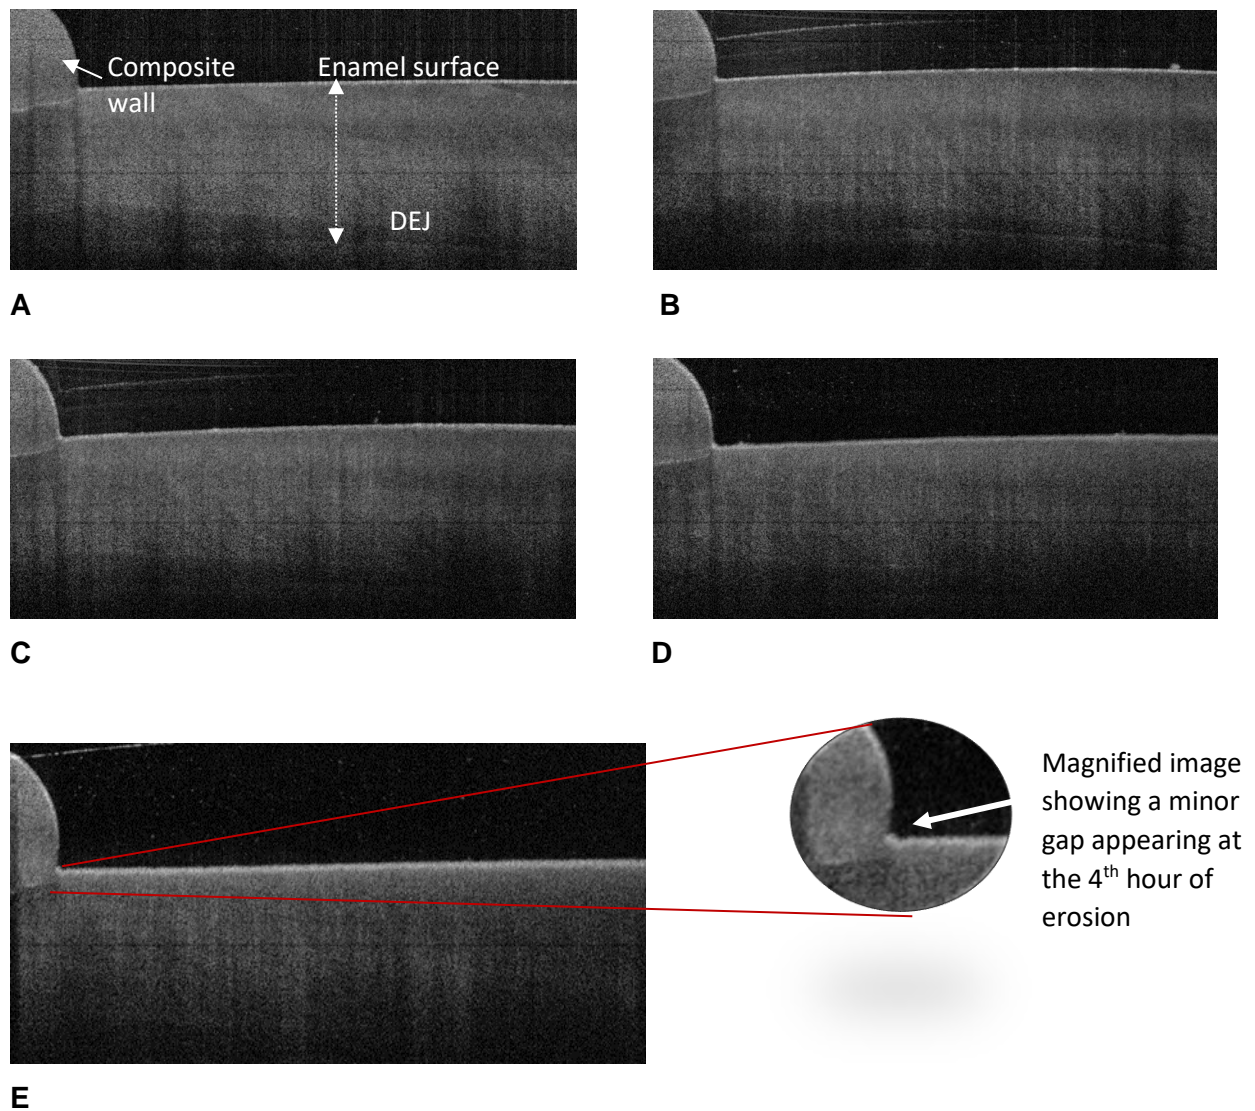 Composite
wall
Enamel surface
DEJ
A
B
C
D
Magnified image
showing a minor
gap appearing at
the 4th hour of
erosion
E